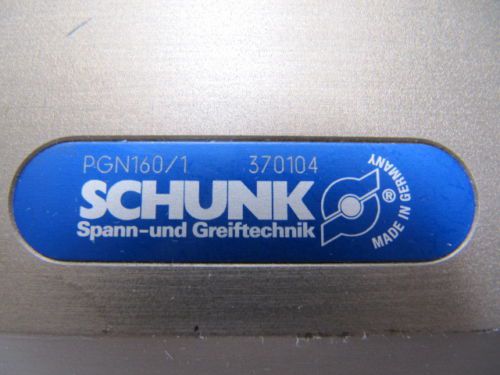 PGN160/1 370104
SCHUNK
Spann-und Greiftechnik
® MADE IN GERMANY